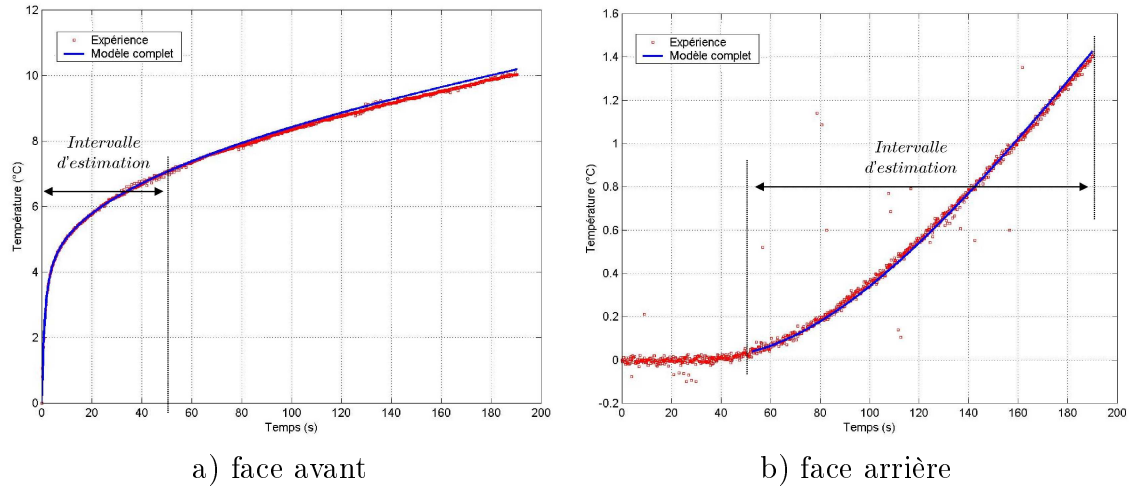 12
10
8
6
4
2
0
0 20 40 60 80 100 120 140 160 180 200
Température (°C)
Temps (s)
Expérience
Modèle complet
Intervalle
d'estimation
a) face avant
1.6
1.4
1.2
1
0.8
0.6
0.4
0.2
0
-0.2
0 20 40 60 80 100 120 140 160 180 200
Température (°C)
Temps (s)
Expérience
Modèle complet
Intervalle
d'estimation
b) face arrière